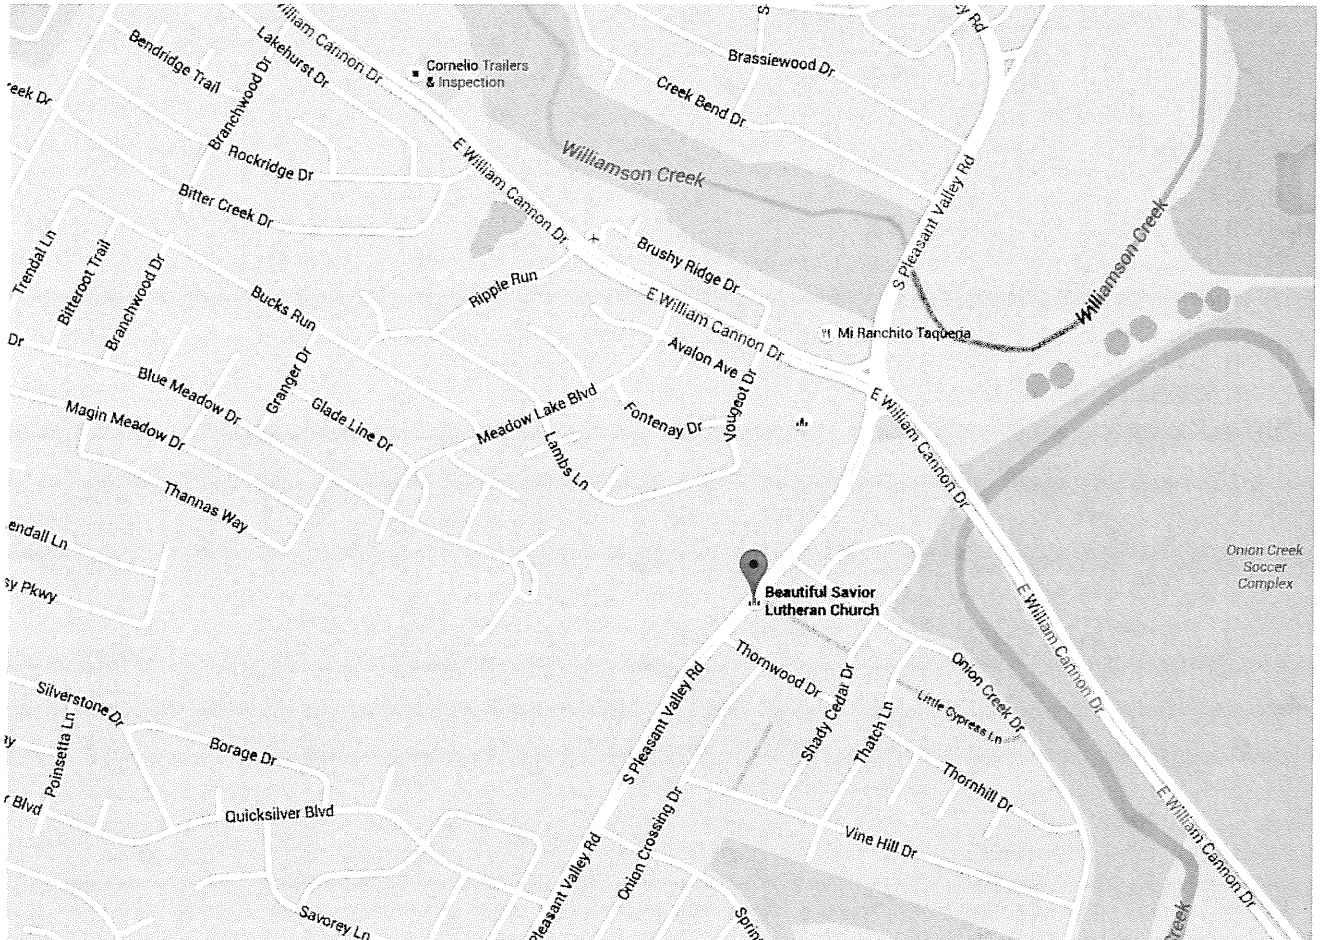 William Cannon Dr
Lakehurst Dr
Bendridge Trail
Branchwood Dr
Cornelio Trailers
& Inspection
Brassiewood Dr
Creek Bend Dr
Rockridge Dr
Bitter Creek Dr
E William Cannon Dr
Williamson Creek
S Pleasant Valley Rd
Williamson Creek
Trendal Ln
Bitteroot Trail
Branchwood Dr
Bucks Run
Ripple Run
Brushy Ridge Dr
E William Cannon Dr
Mi Ranchito Taqueria
Dr
Blue Meadow Dr
Granger Dr
Glade Line Dr
Magin Meadow Dr
Meadow Lake Blvd
Avalon Ave
Vougeot Dr
Fontenay Dr
Lambs Ln
E William Cannon Dr
Thannas Way
endall Ln
sy Pkwy
Onion Creek
Soccer
Complex
Beautiful Savior
Lutheran Church
E William Cannon Dr
Thornwood Dr
Shady Cedar Dr
Thatch Ln
Onion Creek Dr
Little Cypress Ln
S Pleasant Valley Rd
Silverstone Dr
Poinsetta Ln
Borage Dr
Quicksilver Blvd
r Blvd
Thornhill Dr
Vine Hill Dr
Onion Crossing Dr
Pleasant Valley Rd
E William Cannon Dr
Savorey Ln
Spring
Creek